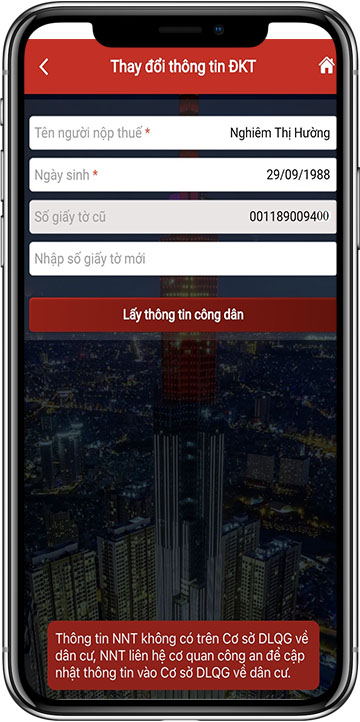 Thay đổi thông tin ĐKT
Tên người nộp thuế * Nghiêm Thị Hường
Ngày sinh * 29/09/1988
Số giấy tờ cũ 001189009400
Nhập số giấy tờ mới
Lấy thông tin công dân
Thông tin NNT không có trên Cơ sở DLQG về
dân cư, NNT liên hệ cơ quan công an để cập
nhật thông tin vào Cơ sở DLQG về dân cư.